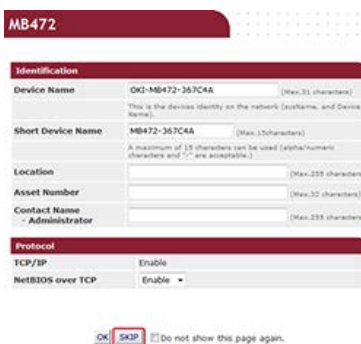 MB472
Identification
Device Name OKI-MB472-367C4A (Max.31 characters)
This is the devices identity on the network (sysName, and Device
Name).
Short Device Name MB472-367C4A (Max.15characters)
A maximum of 15 characters can be used (alpha/numeric
characters and "-" are acceptable.)
Location (Max.255 characters
Asset Number (Max.32 characters)
Contact Name
- Administrator (Max.255 characters
Protocol
TCP/IP Enable
NetBIOS over TCP Enable
OK SKIP Do not show this page again.